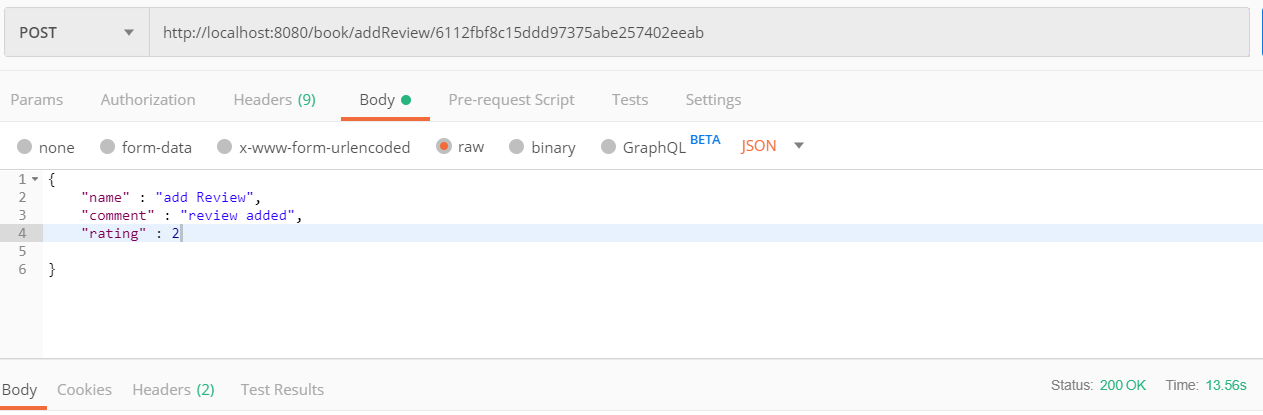 POST http://localhost:8080/book/addReview/6112fbf8c15ddd97375abe257402eeab
Params Authorization Headers (9) Body Pre-request Script Tests Settings
none form-data x-www-form-urlencoded raw binary GraphQL BETA JSON
1 {
2 "name" : "add Review",
3 "comment" : "review added",
4 "rating" : 2
5
6 }
Body Cookies Headers (2) Test Results Status: 200 OK Time: 13.56s